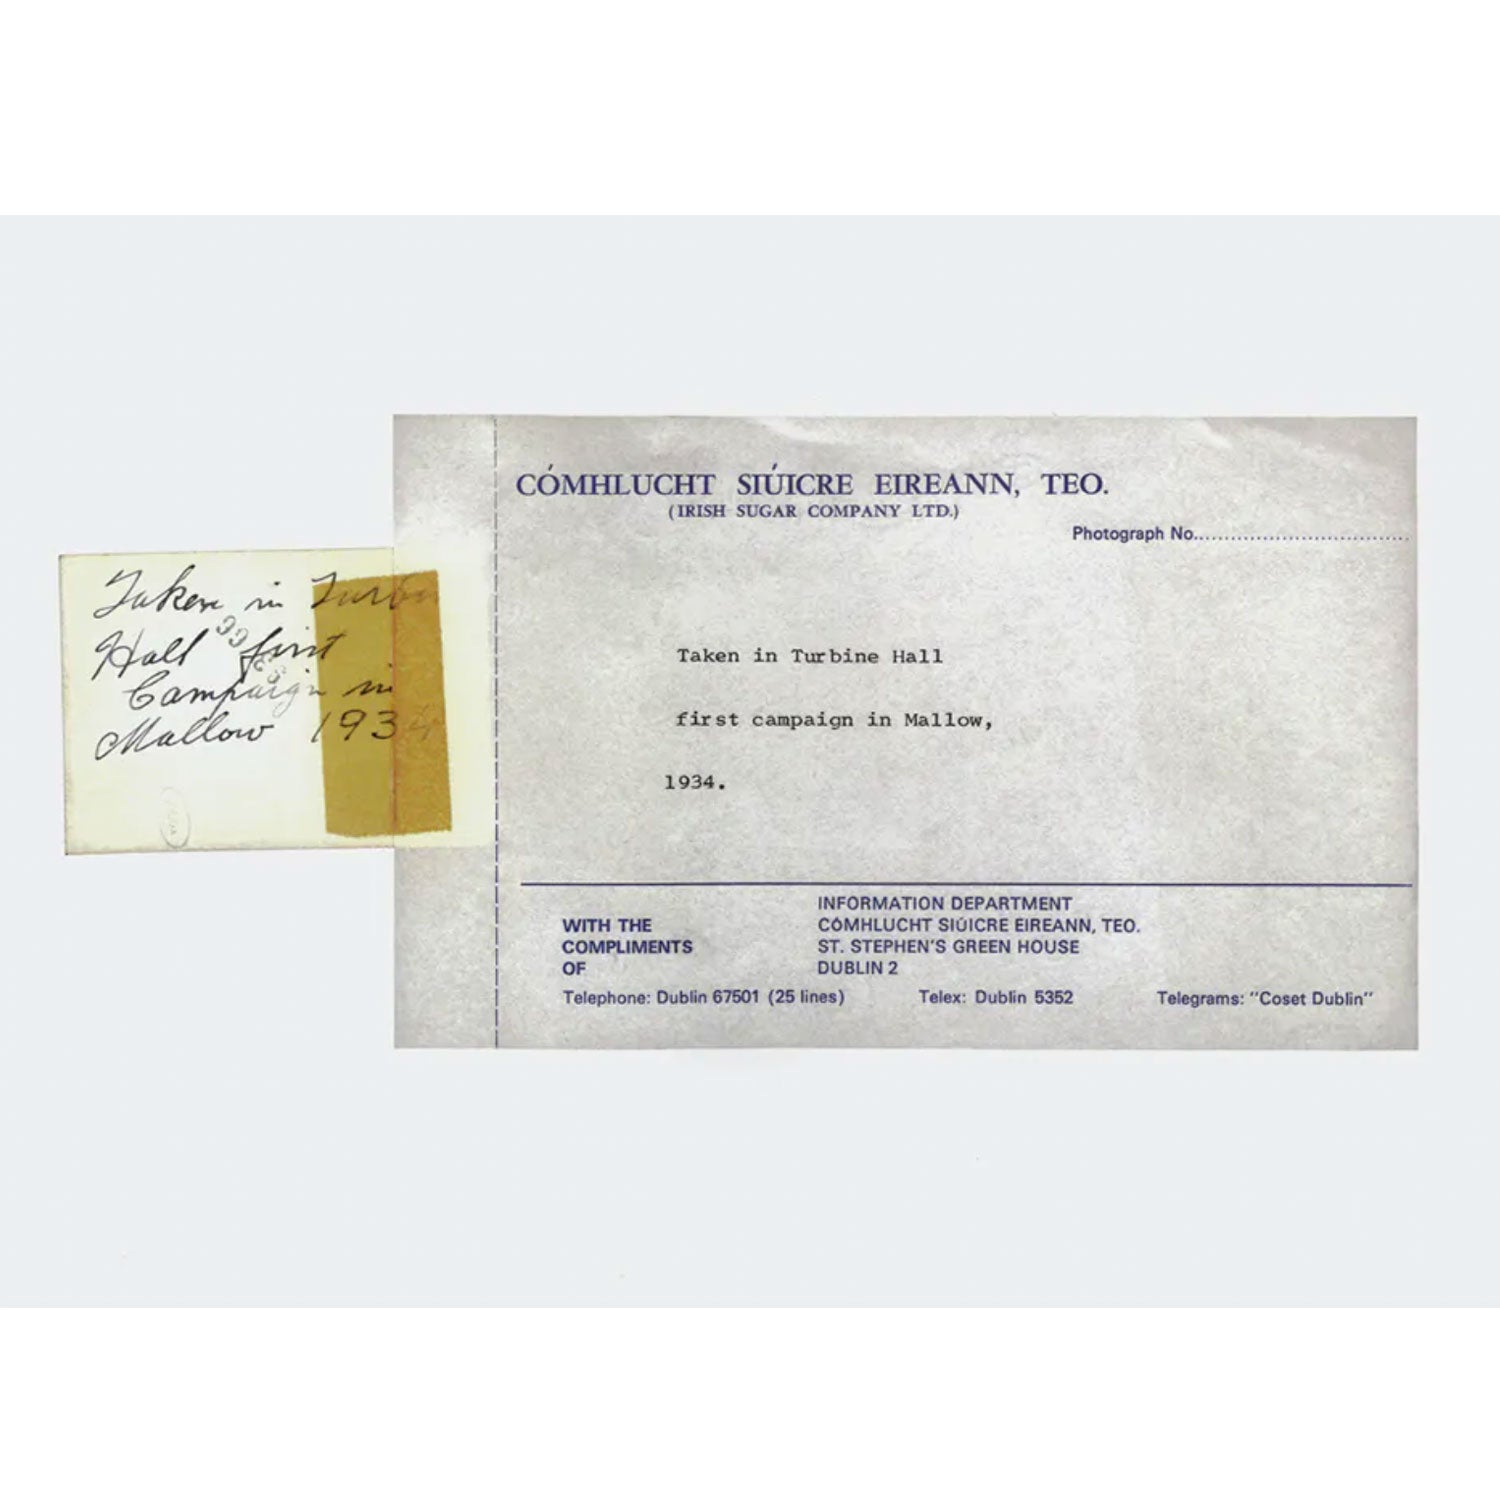 Taken in Turbin
Hall first
Campaign in
Mallow 1934
CÓMHLUCHT SIÚICRE EIREANN, TEO.
(IRISH SUGAR COMPANY LTD.)
Photograph No.
Taken in Turbine Hall
first campaign in Mallow,
1934.
WITH THE
COMPLIMENTS
OF
INFORMATION DEPARTMENT
CÓMHLUCHT SIÚICRE EIREANN, TEO.
ST. STEPHEN'S GREEN HOUSE
DUBLIN 2
Telephone: Dublin 67501 (25 lines) Telex: Dublin 5352 Telegrams: "Coset Dublin"